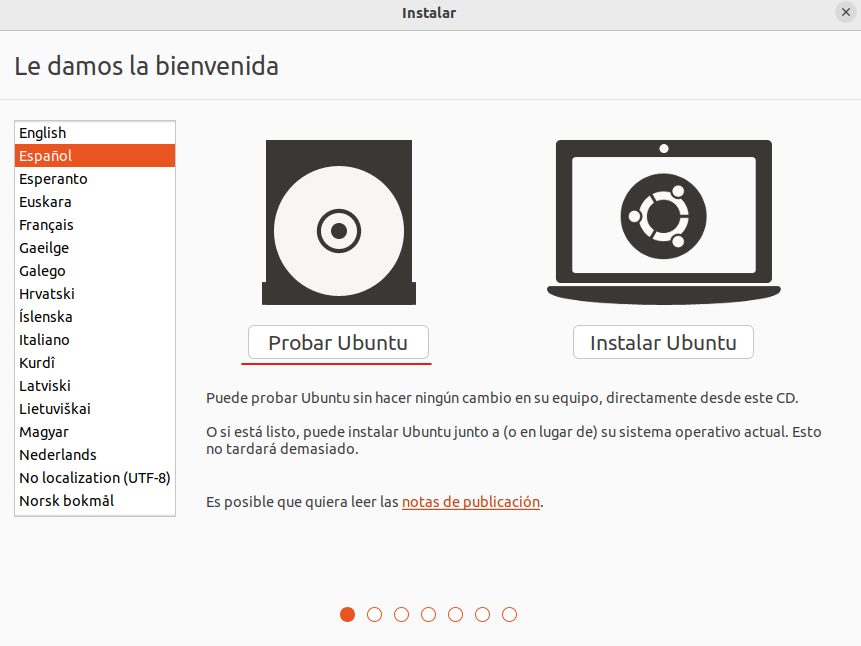 Instalar
Le damos la bienvenida
English
Español
Esperanto
Euskara
Français
Gaeilge
Galego
Hrvatski
Íslenska
Italiano
Kurdî
Latviski
Lietuviškai
Magyar
Nederlands
No localization (UTF-8)
Norsk bokmål
Probar Ubuntu
Instalar Ubuntu
Puede probar Ubuntu sin hacer ningún cambio en su equipo, directamente desde este CD.
O si está listo, puede instalar Ubuntu junto a (o en lugar de) su sistema operativo actual. Esto
no tardará demasiado.
Es posible que quiera leer las notas de publicación.